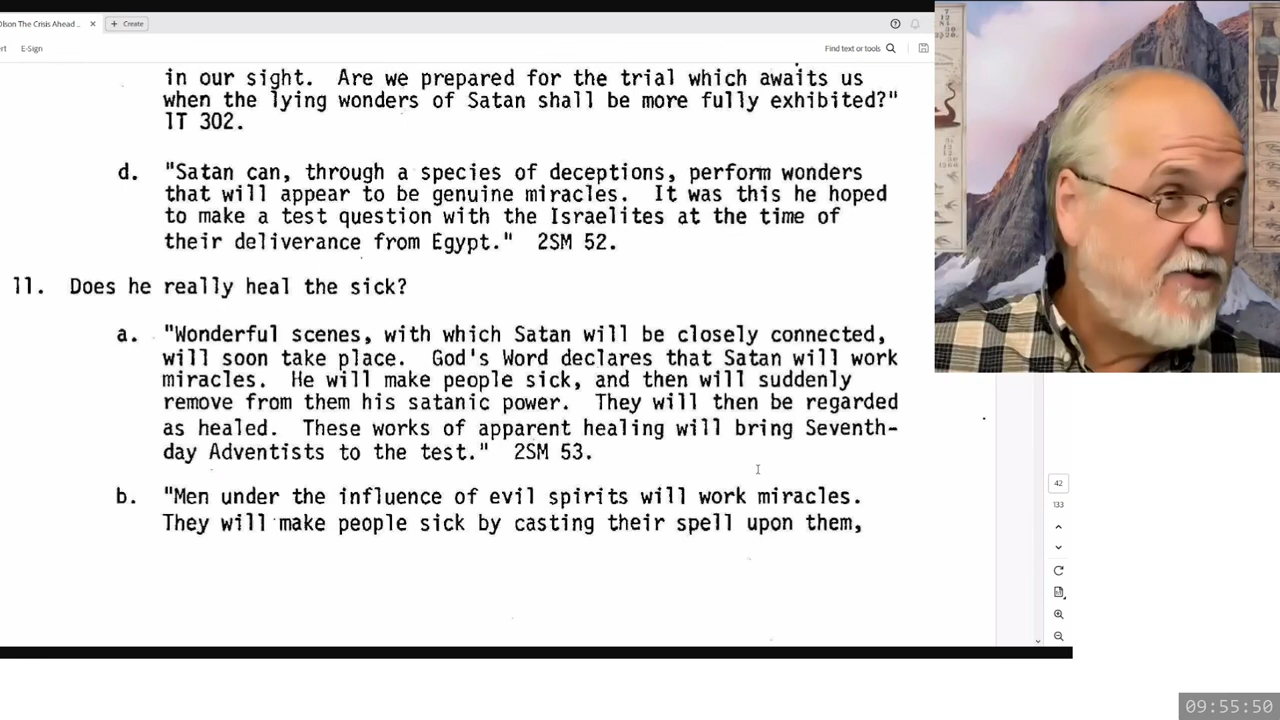 Olson The Crisis Ahead ..
Create
E-Sign
Find text or tools
in our sight. Are we prepared for the trial which awaits us
when the lying wonders of Satan shall be more fully exhibited?"
1T 302.
d. "Satan can, through a species of deceptions, perform wonders
that will appear to be genuine miracles. It was this he hoped
to make a test question with the Israelites at the time of
their deliverance from Egypt." 2SM 52.
11. Does he really heal the sick?
a. "Wonderful scenes, with which Satan will be closely connected,
will soon take place. God's Word declares that Satan will work
miracles. He will make people sick, and then will suddenly
remove from them his satanic power. They will then be regarded
as healed. These works of apparent healing will bring Seventh-
day Adventists to the test." 2SM 53.
b. "Men under the influence of evil spirits will work miracles.
They will make people sick by casting their spell upon them,
42
133
09:55:50